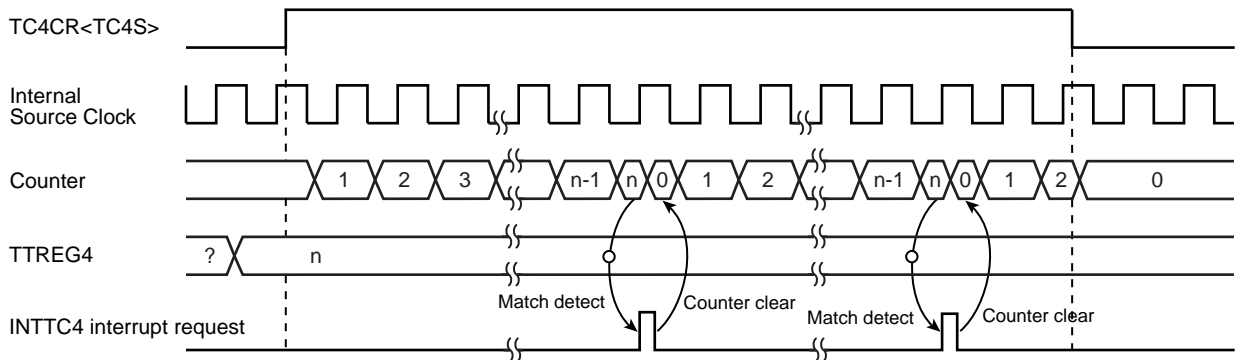 TC4CR<TC4S>
Internal
Source Clock
Counter
1 2 3 n-1 n 0 1 2 n-1 n 0 1 2 0
TTREG4
? n
Match detect Counter clear Match detect Counter clear
INTTC4 interrupt request